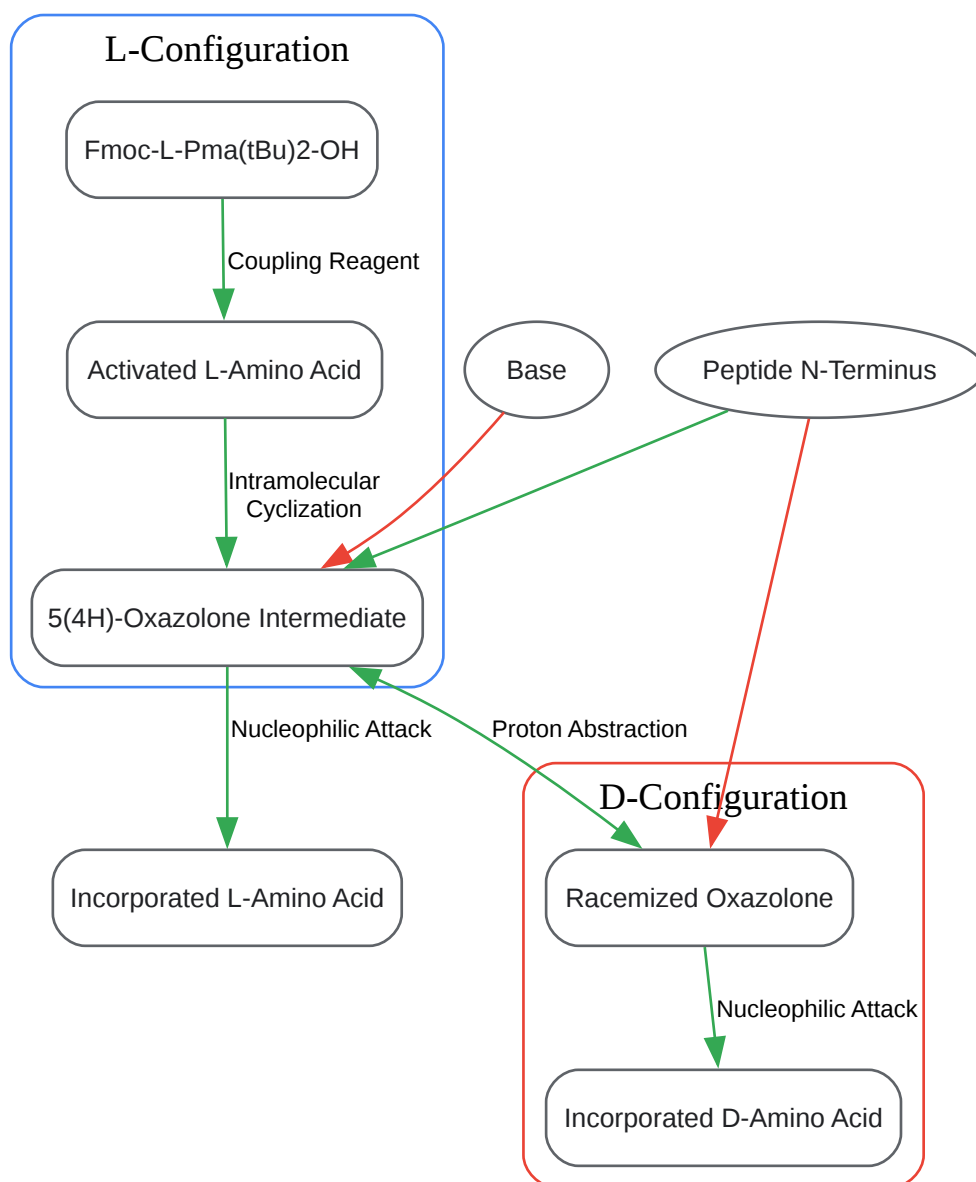 L-Configuration
Fmoc-L-Pma(tBu)2-OH
Coupling Reagent
Activated L-Amino Acid
Base
Peptide N-Terminus
Intramolecular
Cyclization
5(4H)-Oxazolone Intermediate
Nucleophilic Attack
Proton Abstraction
D-Configuration
Incorporated L-Amino Acid
Racemized Oxazolone
Nucleophilic Attack
Incorporated D-Amino Acid